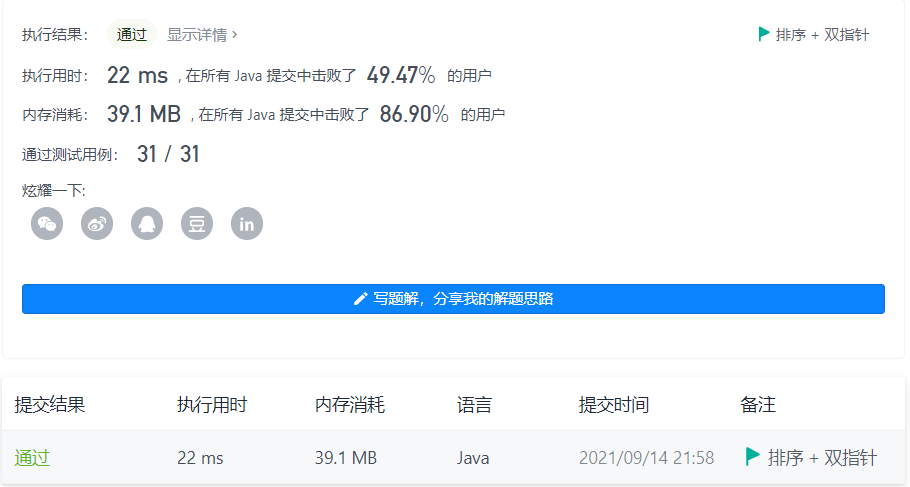 执行结果： 通过 显示详情 › 排序 + 双指针
执行用时： 22 ms , 在所有 Java 提交中击败了 49.47% 的用户
内存消耗： 39.1 MB , 在所有 Java 提交中击败了 86.90% 的用户
通过测试用例： 31 / 31
炫耀一下:
豆 in
写题解，分享我的解题思路
提交结果 执行用时 内存消耗 语言 提交时间 备注
通过 22 ms 39.1 MB Java 2021/09/14 21:58 排序 + 双指针